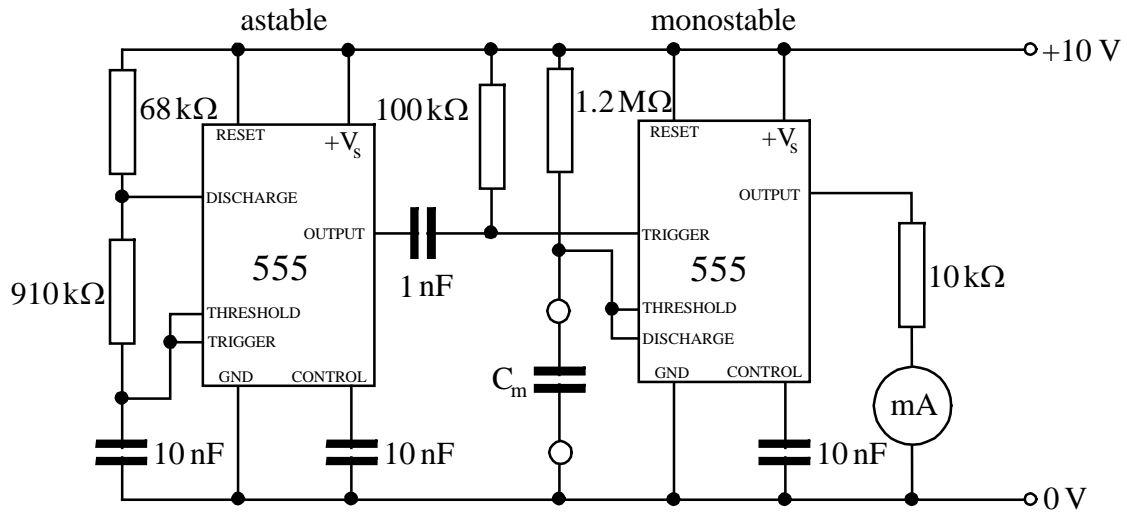 astable
monostable
+10 V
68 kΩ
100 kΩ
1.2 MΩ
RESET
+Vs
DISCHARGE
OUTPUT
555
THRESHOLD
TRIGGER
GND
CONTROL
910 kΩ
10 nF
10 nF
1 nF
Cm
RESET
+Vs
OUTPUT
TRIGGER
555
THRESHOLD
DISCHARGE
GND
CONTROL
10 kΩ
mA
10 nF
0 V